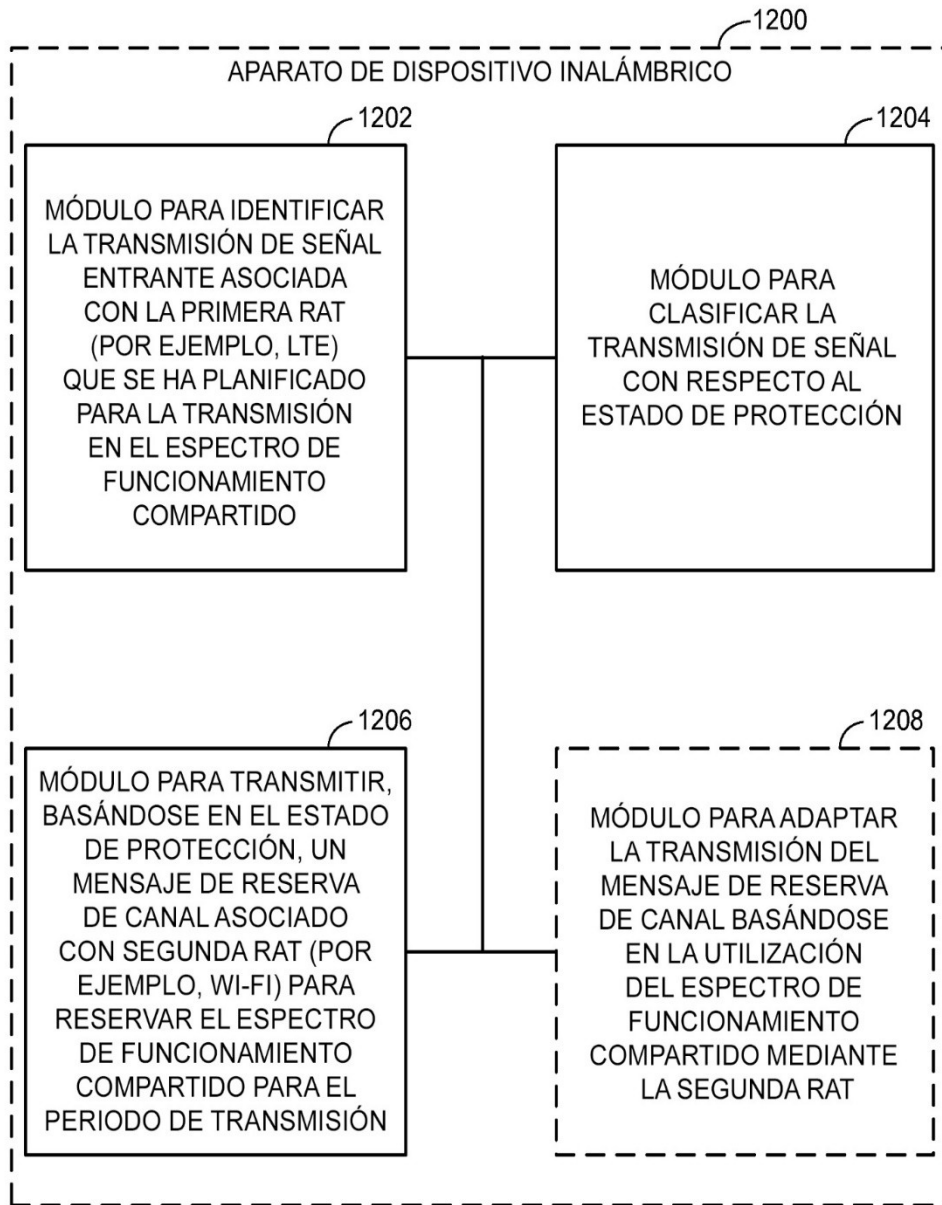 1200
APARATO DE DISPOSITIVO INALÁMBRICO
1202
MÓDULO PARA IDENTIFICAR
LA TRANSMISIÓN DE SEÑAL
ENTRANTE ASOCIADA
CON LA PRIMERA RAT
(POR EJEMPLO, LTE)
QUE SE HA PLANIFICADO
PARA LA TRANSMISIÓN
EN EL ESPECTRO DE
FUNCIONAMIENTO
COMPARTIDO
1204
MÓDULO PARA
CLASIFICAR LA
TRANSMISIÓN DE SEÑAL
CON RESPECTO AL
ESTADO DE PROTECCIÓN
1206
MÓDULO PARA TRANSMITIR,
BASÁNDOSE EN EL ESTADO
DE PROTECCIÓN, UN
MENSAJE DE RESERVA
DE CANAL ASOCIADO
CON SEGUNDA RAT (POR
EJEMPLO, WI-FI) PARA
RESERVAR EL ESPECTRO
DE FUNCIONAMIENTO
COMPARTIDO PARA EL
PERIODO DE TRANSMISIÓN
1208
MÓDULO PARA ADAPTAR
LA TRANSMISIÓN DEL
MENSAJE DE RESERVA
DE CANAL BASÁNDOSE
EN LA UTILIZACIÓN
DEL ESPECTRO DE
FUNCIONAMIENTO
COMPARTIDO MEDIANTE
LA SEGUNDA RAT